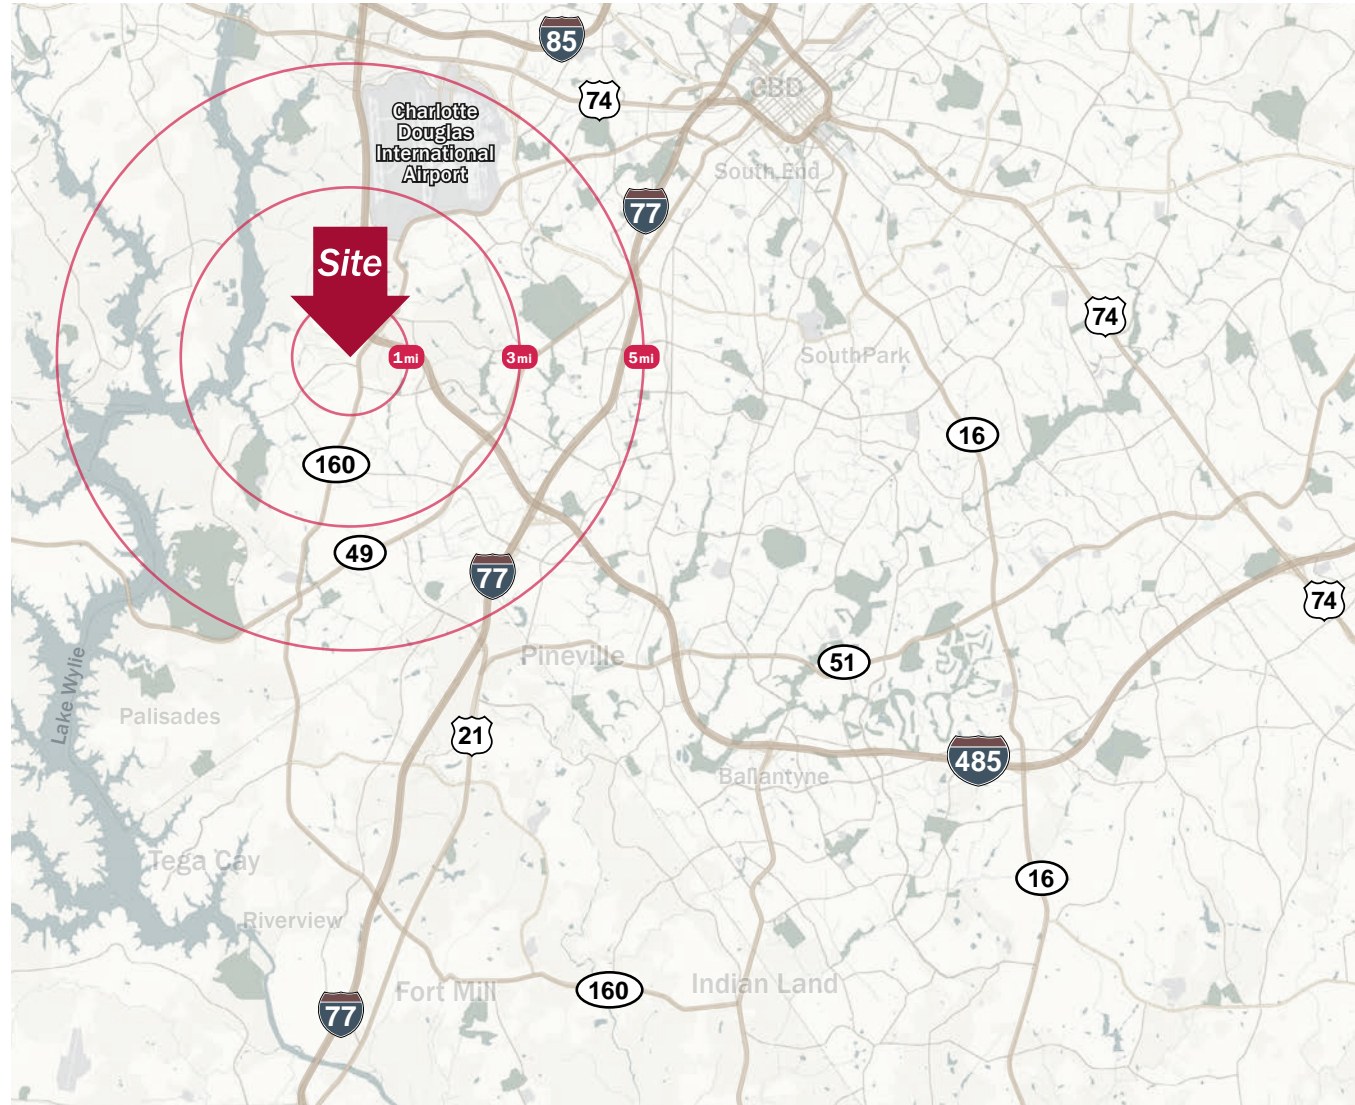 85
CBD
74
Charlotte
Douglas
International
Airport
South End
77
Site
74
1mi
3mi
5mi
SouthPark
16
160
49
77
74
Pineville
51
Lake Wylie
Palisades
21
485
Ballantyne
Tega Cay
16
Riverview
Fort Mill
160
Indian Land
77